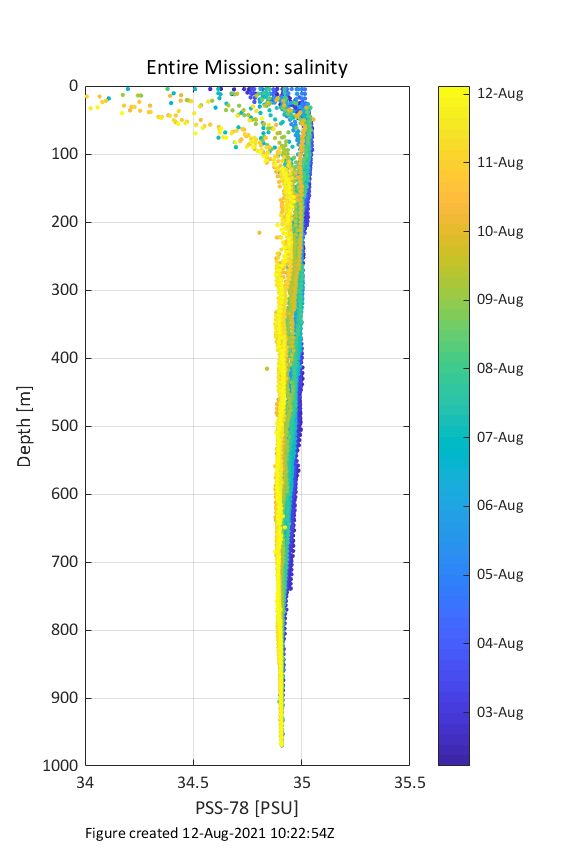 Entire Mission: salinity
0
100
200
300
400
500
600
700
800
900
1000
Depth [m]
34
34.5
35
35.5
PSS-78 [PSU]
12-Aug
11-Aug
10-Aug
09-Aug
08-Aug
07-Aug
06-Aug
05-Aug
04-Aug
03-Aug
Figure created 12-Aug-2021 10:22:54Z